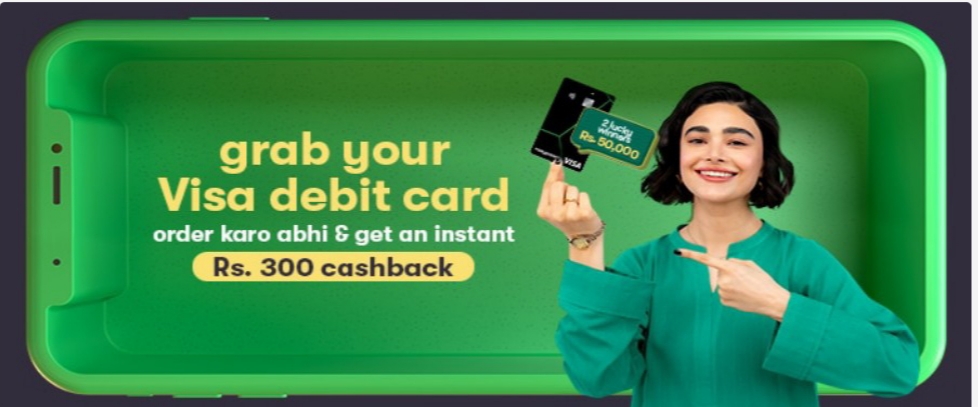 grab your
Visa debit card
order karo abhi & get an instant
Rs. 300 cashback
2 lucky
winners
Rs. 50,000
VISA